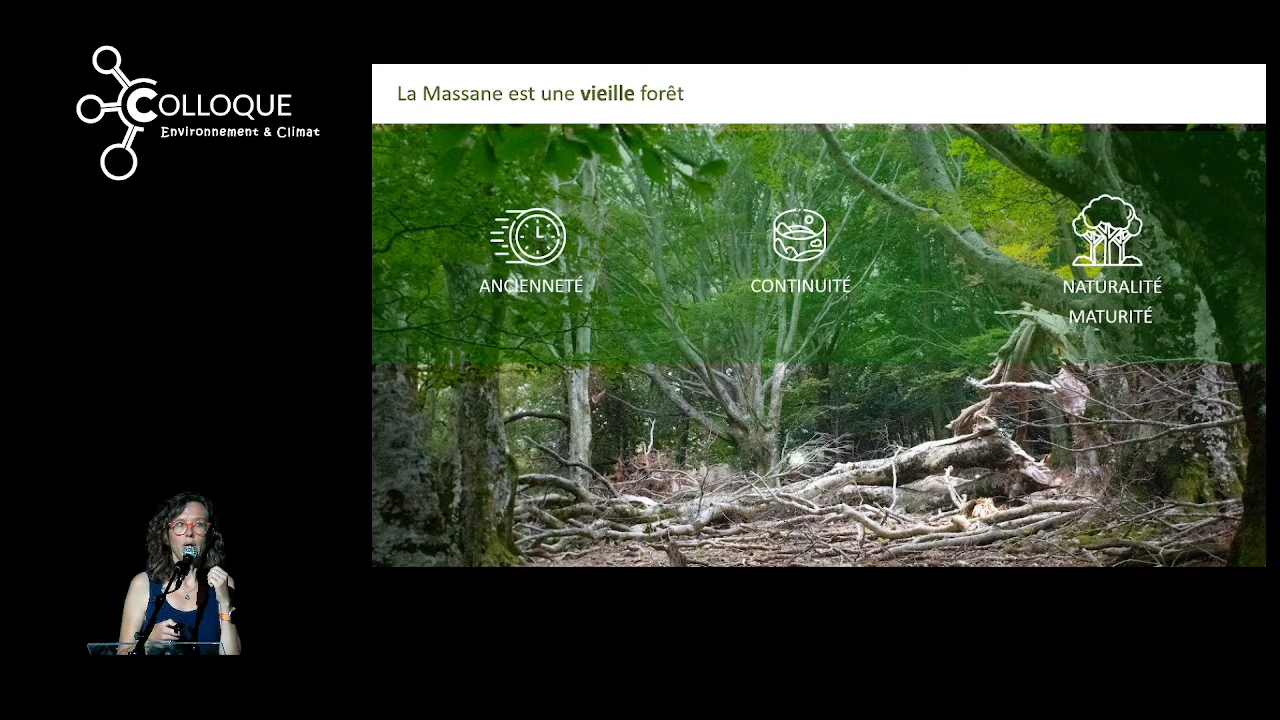 COLLOQUE
Environnement & Climat
La Massane est une vieille forêt
ANCIENNETÉ
CONTINUITÉ
NATURALITÉ
MATURITÉ